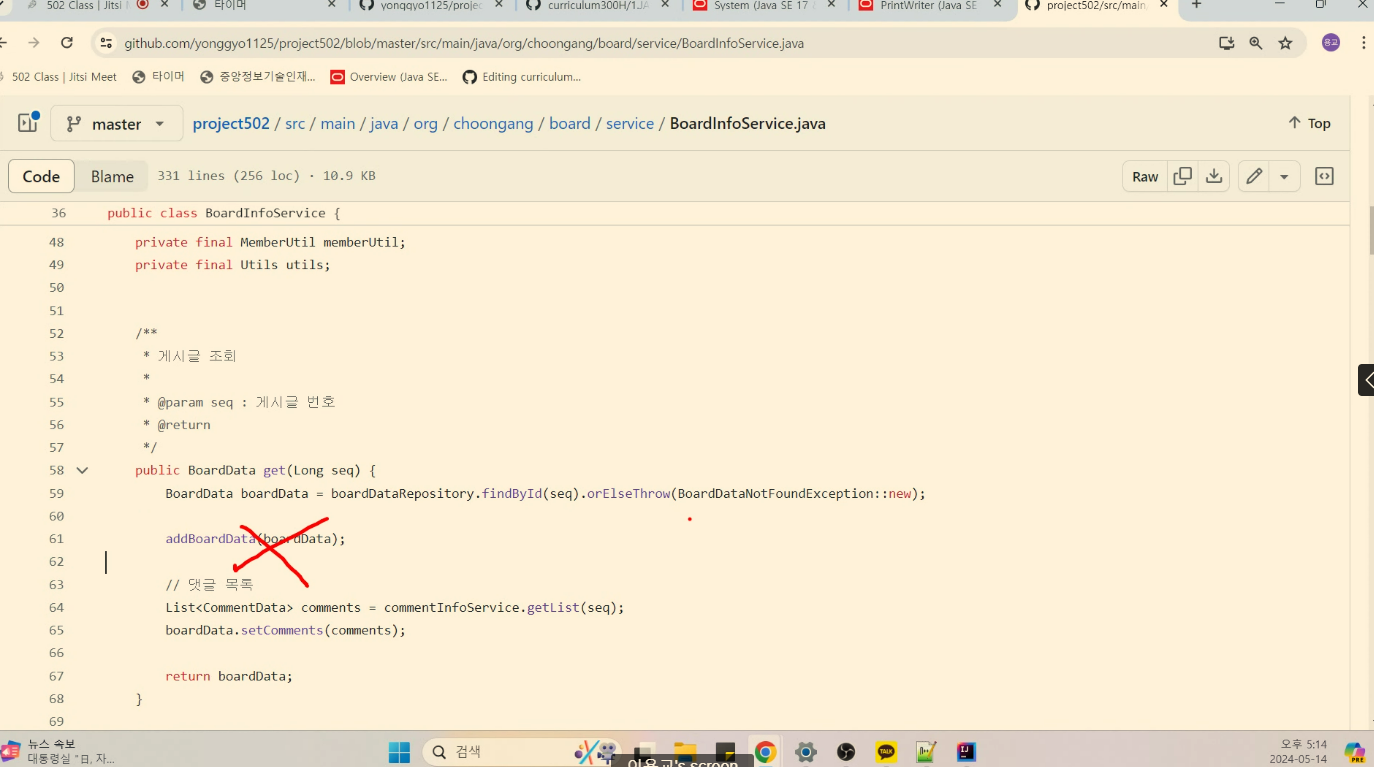 502 Class | Jitsi
타이머
yonggyo1125/projec
curriculum300H/1.JA
System (Java SE 17
PrintWriter (Java SE
project502/src/main
github.com/yonggyo1125/project502/blob/master/src/main/java/org/choongang/board/service/BoardInfoService.java
용교
502 Class | Jitsi Meet
타이머
중앙정보기술인재...
Overview (Java SE...
Editing curriculum...
master
project502 / src / main / java / org / choongang / board / service / BoardInfoService.java
Top
Code
Blame
331 lines (256 loc) · 10.9 KB
Raw
36 public class BoardInfoService {
48 private final MemberUtil memberUtil;
49 private final Utils utils;
50
51
52 /**
53 * 게시글 조회
54 *
55 * @param seq : 게시글 번호
56 * @return
57 */
58 public BoardData get(Long seq) {
59 BoardData boardData = boardDataRepository.findById(seq).orElseThrow(BoardDataNotFoundException::new);
60
61 addBoardData(boardData);
62
63 // 댓글 목록
64 List<CommentData> comments = commentInfoService.getList(seq);
65 boardData.setComments(comments);
66
67 return boardData;
68 }
69
뉴스 속보
대통령실 "日, 자...
검색
TALK
이용교's screen
오후 5:14
2024-05-14
PRE